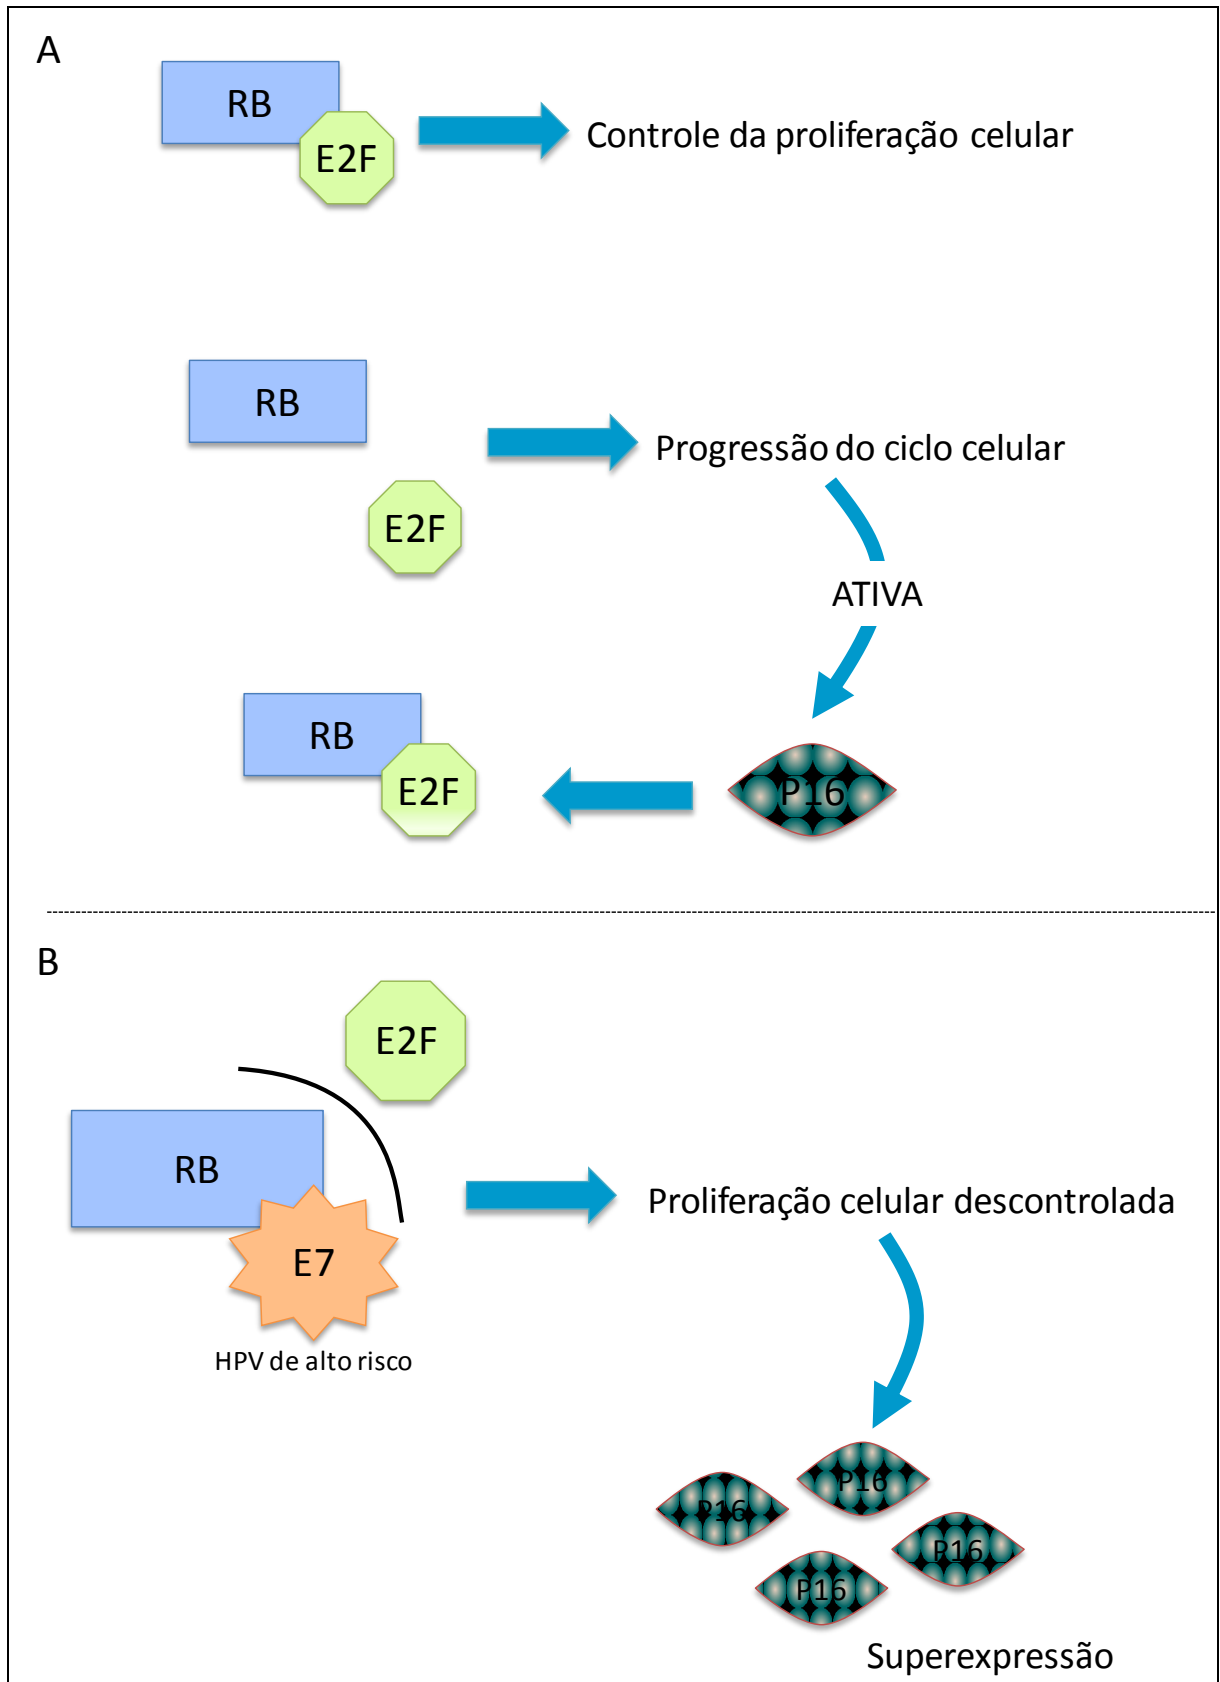 A
RB
E2F
Controle da proliferação celular
RB
Progressão do ciclo celular
E2F
ATIVA
RB
E2F
P16
B
E2F
RB
Proliferação celular descontrolada
E7
HPV de alto risco
P16
P16
P16
P16
Superexpressão